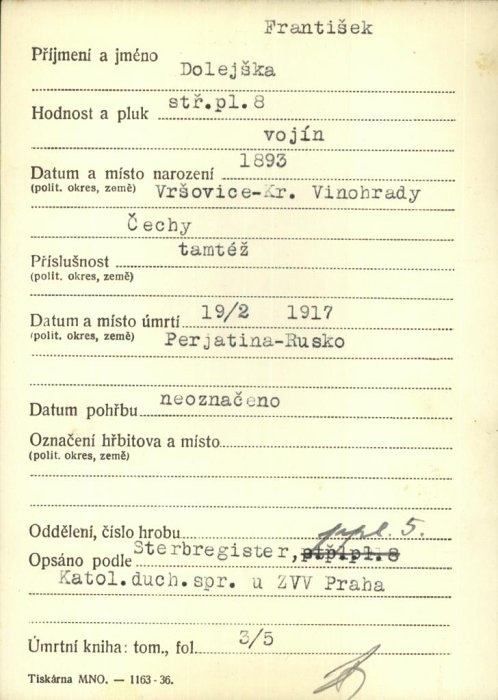 František
Příjmení a jméno
Dolejška
Hodnost a pluk stř.pl.8
vojín
Datum a místo narození 1893
(polit. okres, země) Vršovice-Kr. Vinohrady
Čechy
Příslušnost tamtéž
(polit. okres, země)
Datum a místo úmrtí 19/2 1917
(polit. okres, země) Perjatina-Rusko
Datum pohřbu neoznačeno
Označení hřbitova a místo
(polit. okres, země)
Oddělení, číslo hrobu ppl. 5.
Opsáno podle Sterbregister,
Katol.duch.spr. u ZVV Praha
Úmrtní kniha: tom., fol. 3/5
Tiskárna MNO. — 1163-36.